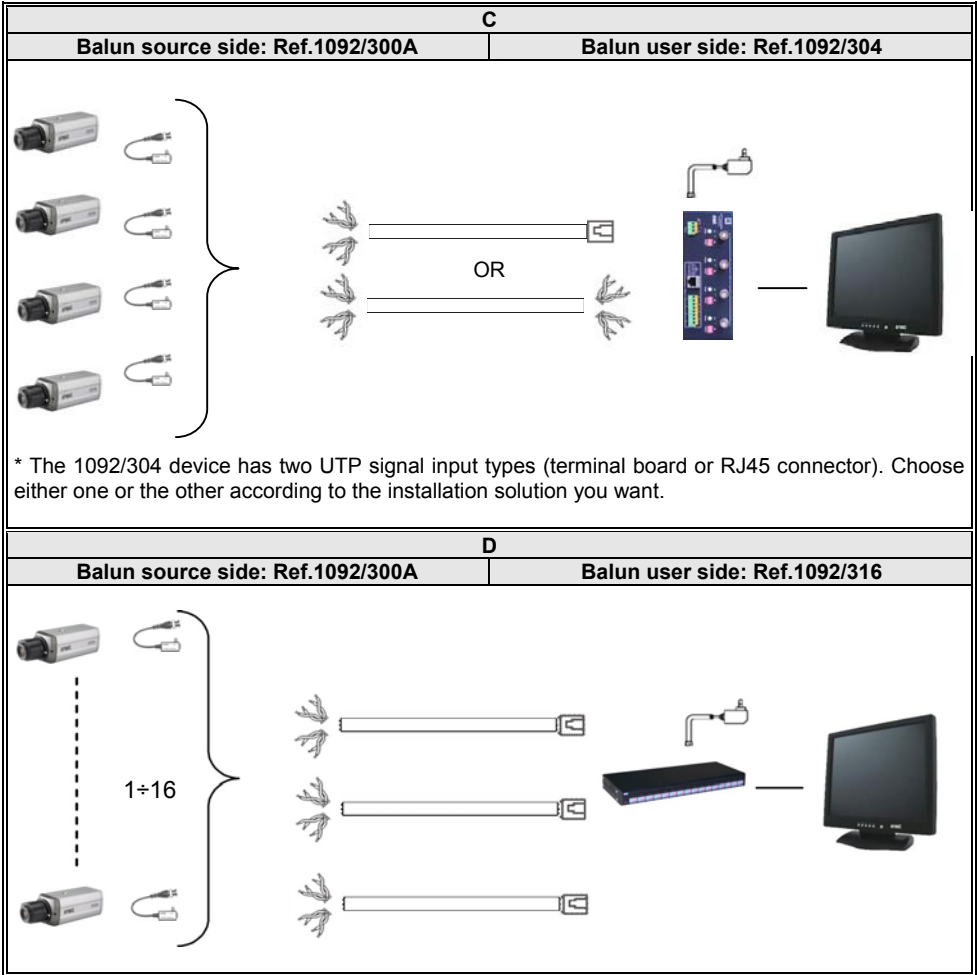 C
Balun source side: Ref.1092/300A
Balun user side: Ref.1092/304
OR
* The 1092/304 device has two UTP signal input types (terminal board or RJ45 connector). Choose
either one or the other according to the installation solution you want.
D
Balun source side: Ref.1092/300A
Balun user side: Ref.1092/316
1÷16